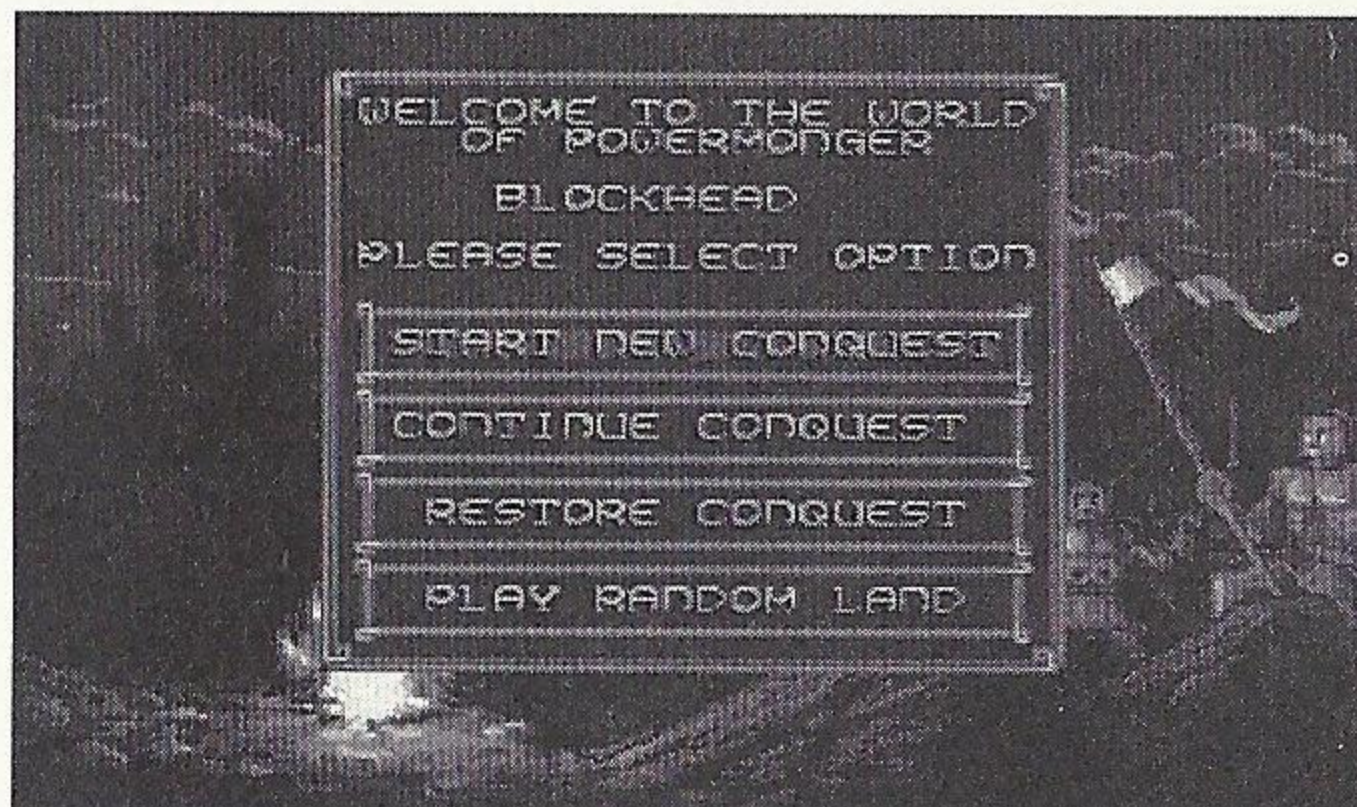 WELCOME TO THE WORLD
OF POWERMONGER
BLOCKHEAD
PLEASE SELECT OPTION
START NEW CONQUEST
CONTINUE CONQUEST
RESTORE CONQUEST
PLAY RANDOM LAND